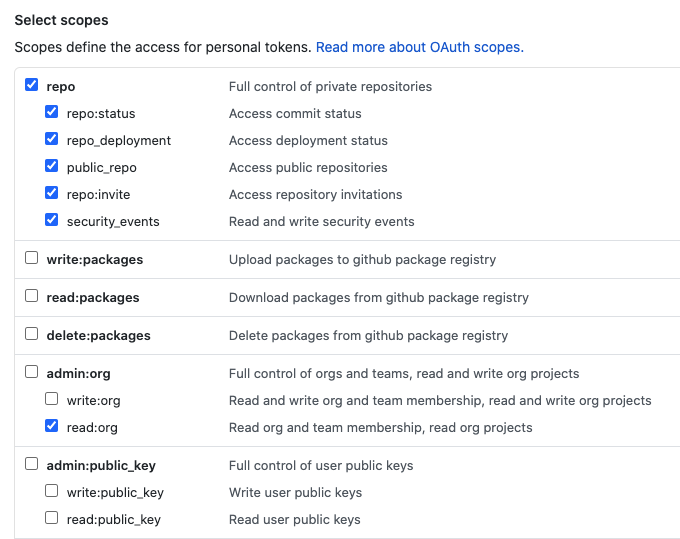 Select scopes
Scopes define the access for personal tokens. Read more about OAuth scopes.
repo Full control of private repositories
repo:status Access commit status
repo_deployment Access deployment status
public_repo Access public repositories
repo:invite Access repository invitations
security_events Read and write security events
write:packages Upload packages to github package registry
read:packages Download packages from github package registry
delete:packages Delete packages from github package registry
admin:org Full control of orgs and teams, read and write org projects
write:org Read and write org and team membership, read and write org projects
read:org Read org and team membership, read org projects
admin:public_key Full control of user public keys
write:public_key Write user public keys
read:public_key Read user public keys